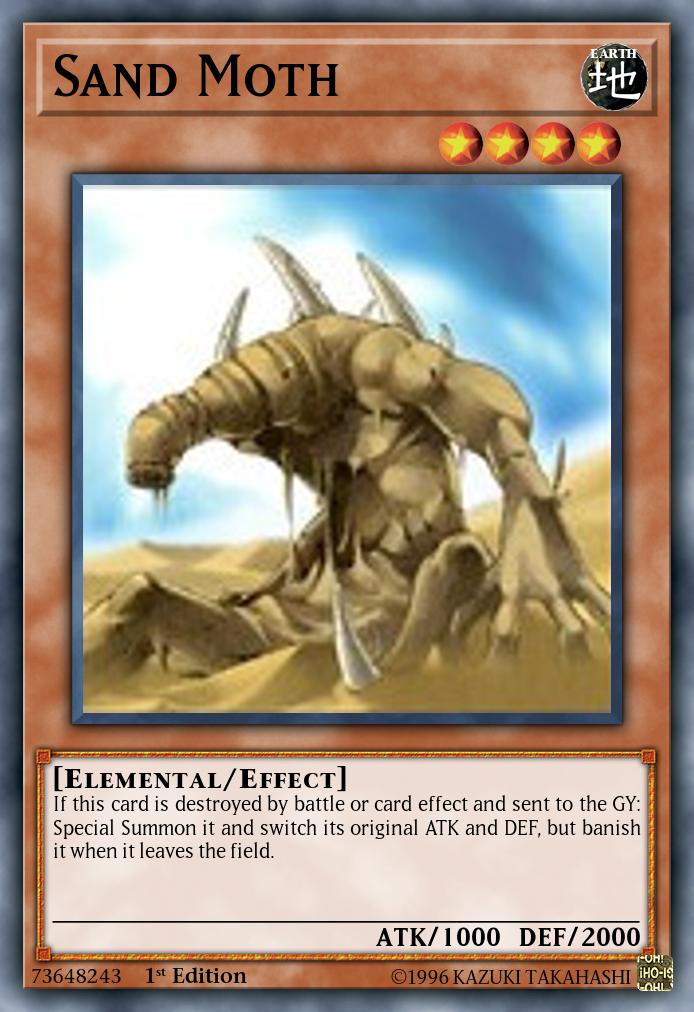 Sand Moth
EARTH
地
[Elemental/Effect]
If this card is destroyed by battle or card effect and sent to the GY:
Special Summon it and switch its original ATK and DEF, but banish
it when it leaves the field.
ATK/1000 DEF/2000
73648243 1st Edition ©1996 KAZUKI TAKAHASHI